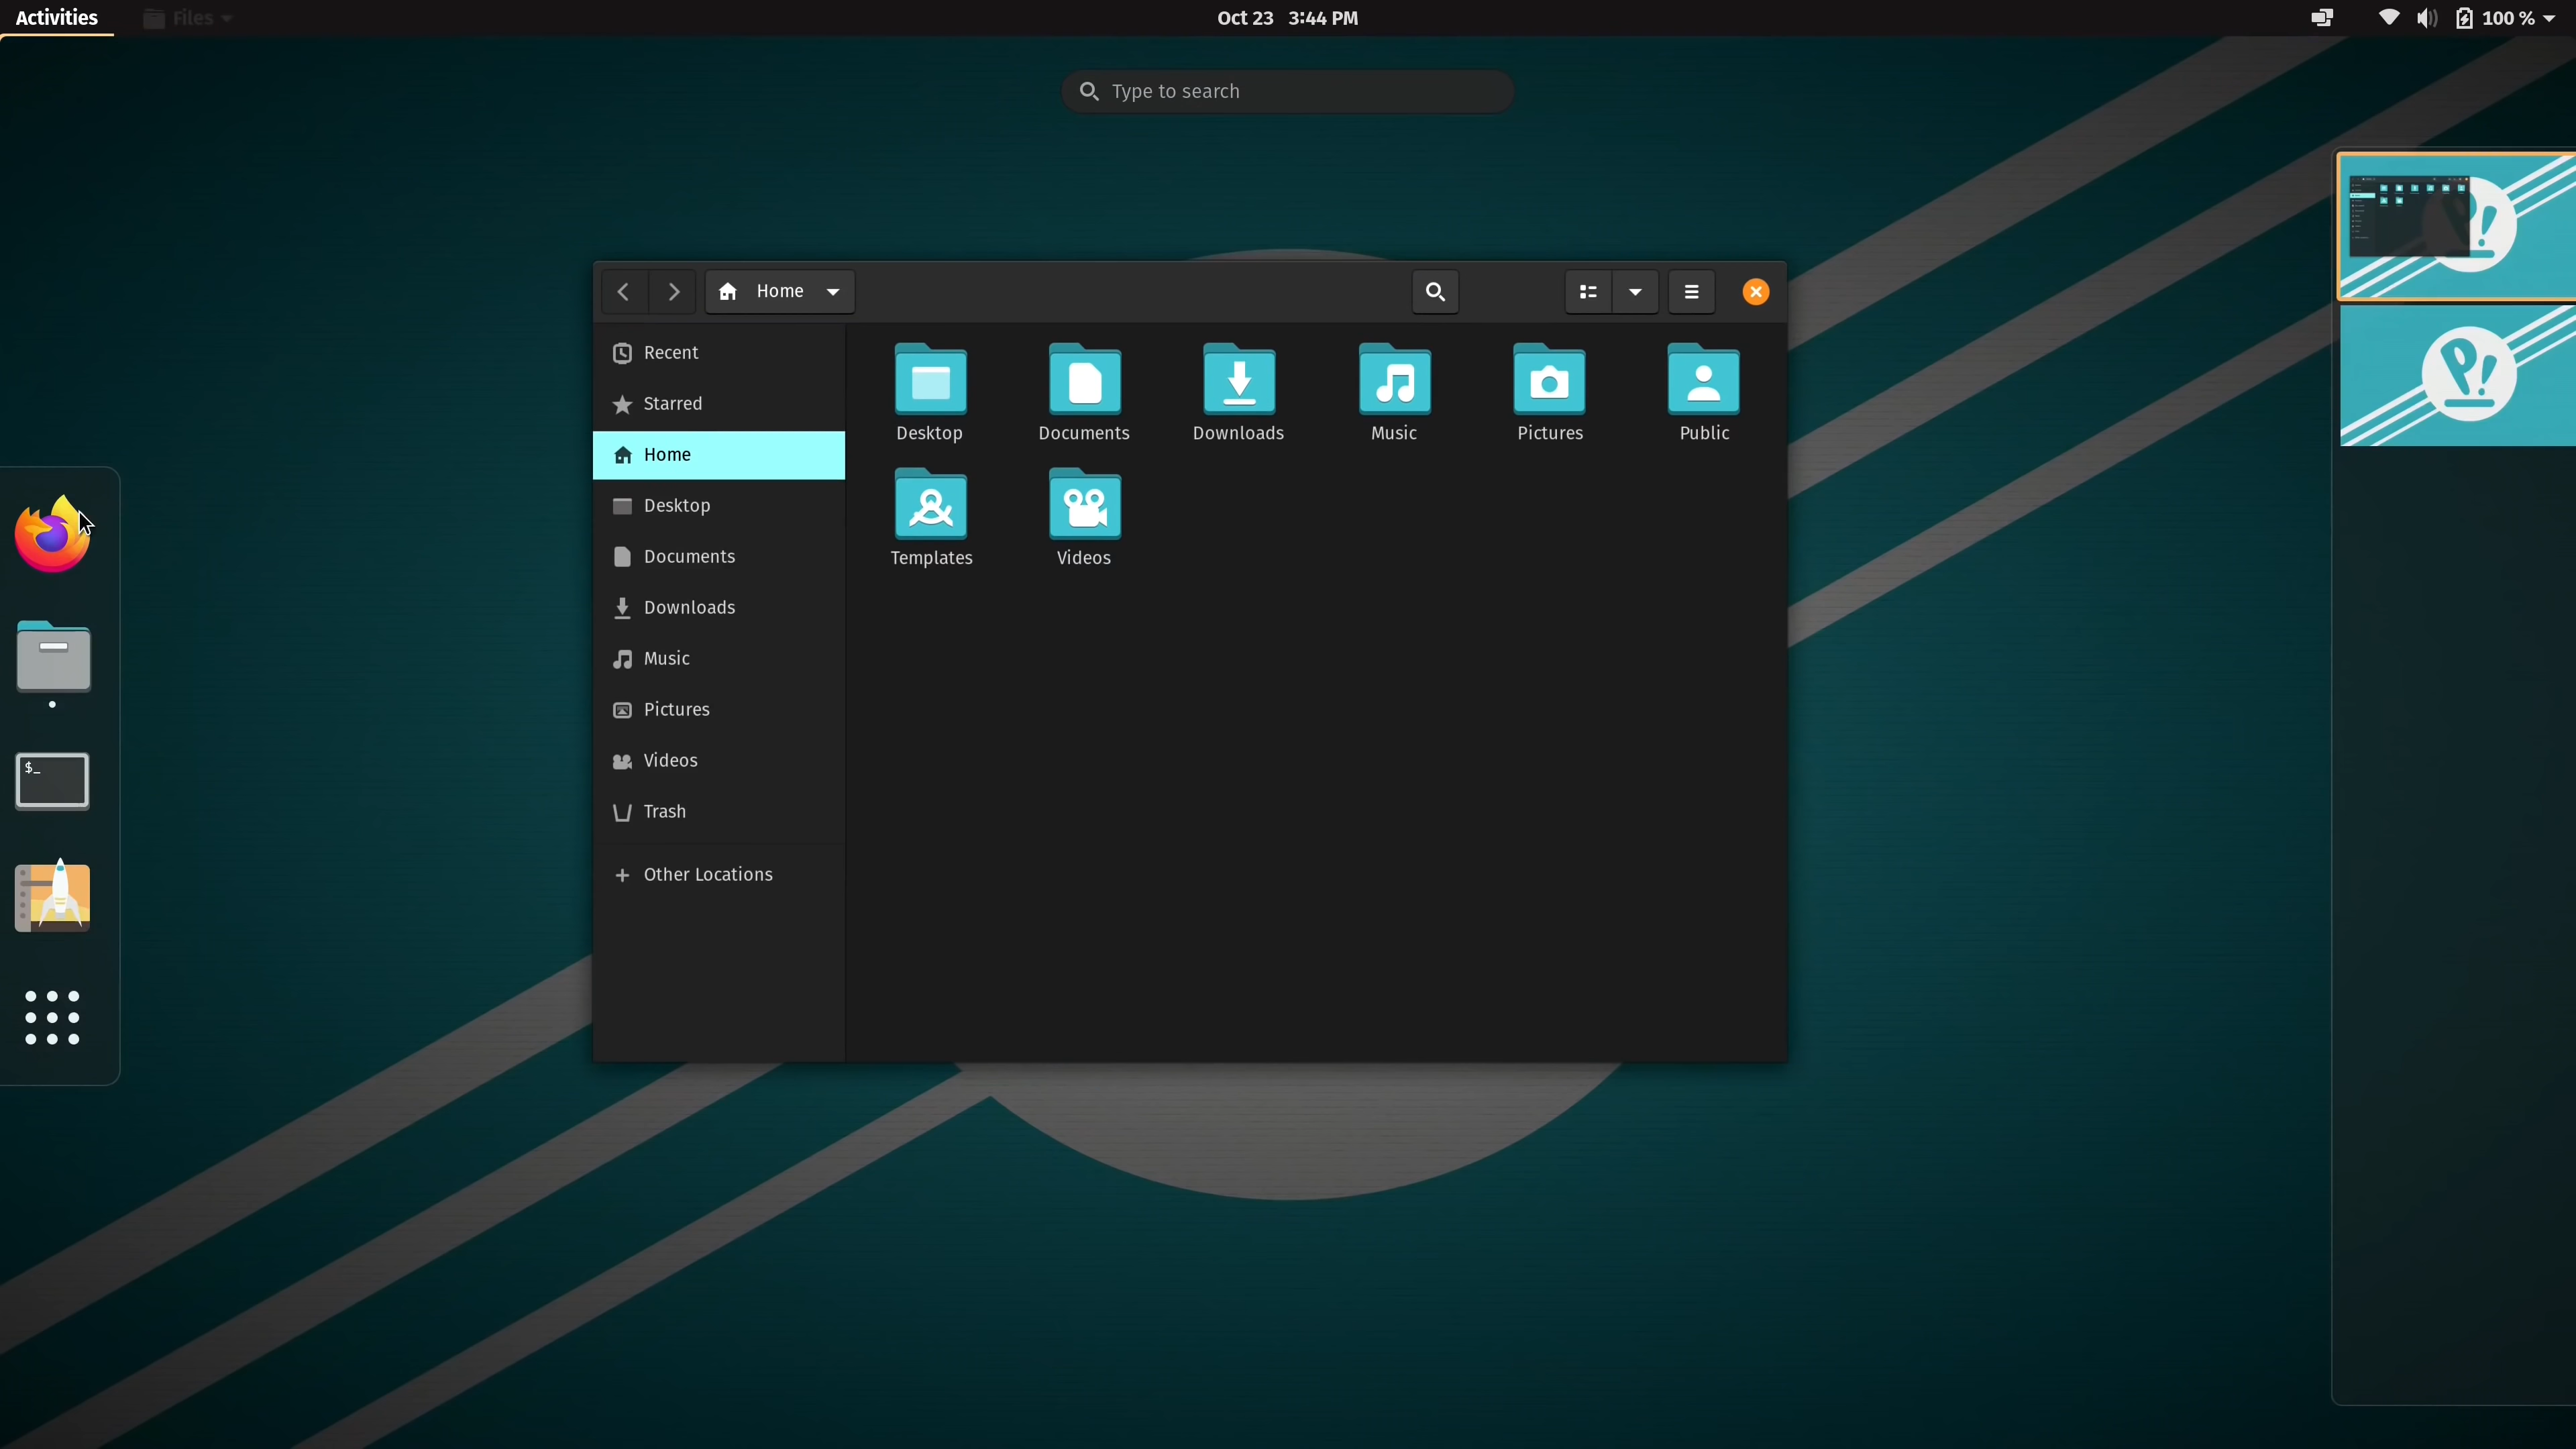 Activities Files Oct 23 3:44 PM 100 %
Type to search
Home
Recent
Starred
Home
Desktop
Documents
Downloads
Music
Pictures
Videos
Trash
Other Locations
Desktop Documents Downloads Music Pictures Public
Templates Videos
$_
P!
P!